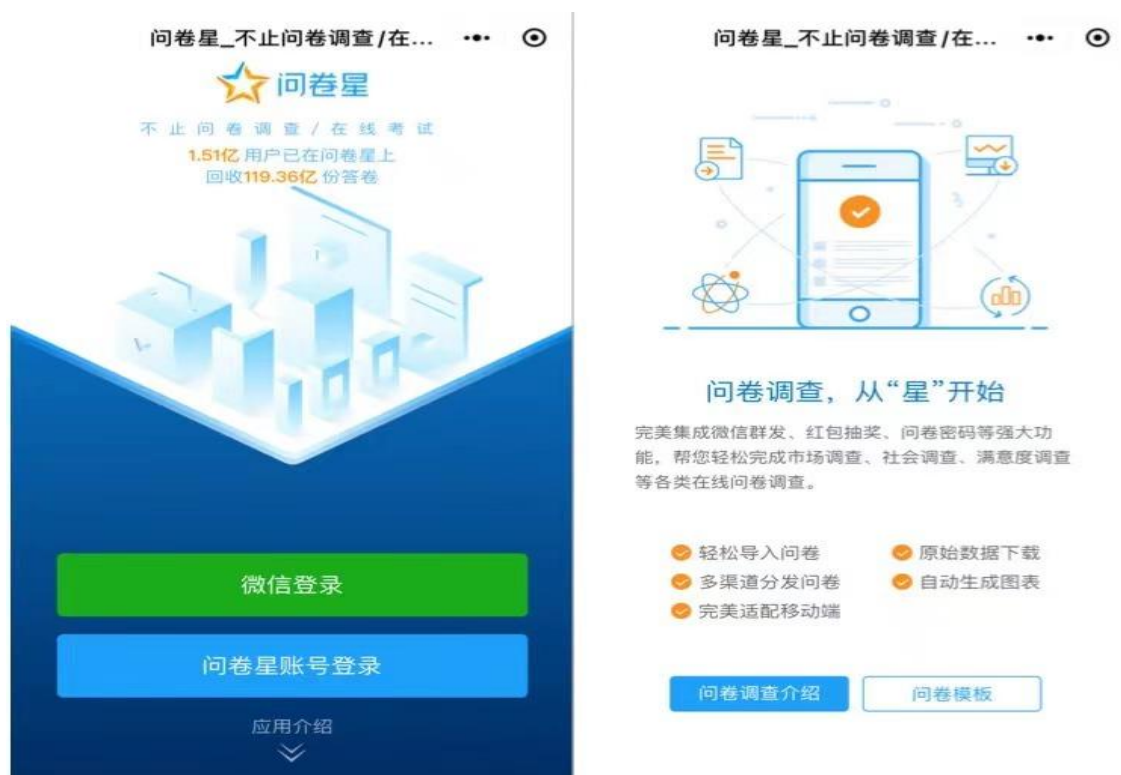 问卷星_不止问卷调查/在...
问卷星
不止问卷调查/在线考试
1.51亿 用户已在问卷星上
回收119.36亿 份答卷
微信登录
问卷星账号登录
应用介绍
问卷星_不止问卷调查/在...
问卷调查，从“星”开始
完美集成微信群发、红包抽奖、问卷密码等强大功
能，帮您轻松完成市场调查、社会调查、满意度调查
等各类在线问卷调查。
轻松导入问卷
原始数据下载
多渠道分发问卷
自动生成图表
完美适配移动端
问卷调查介绍
问卷模板